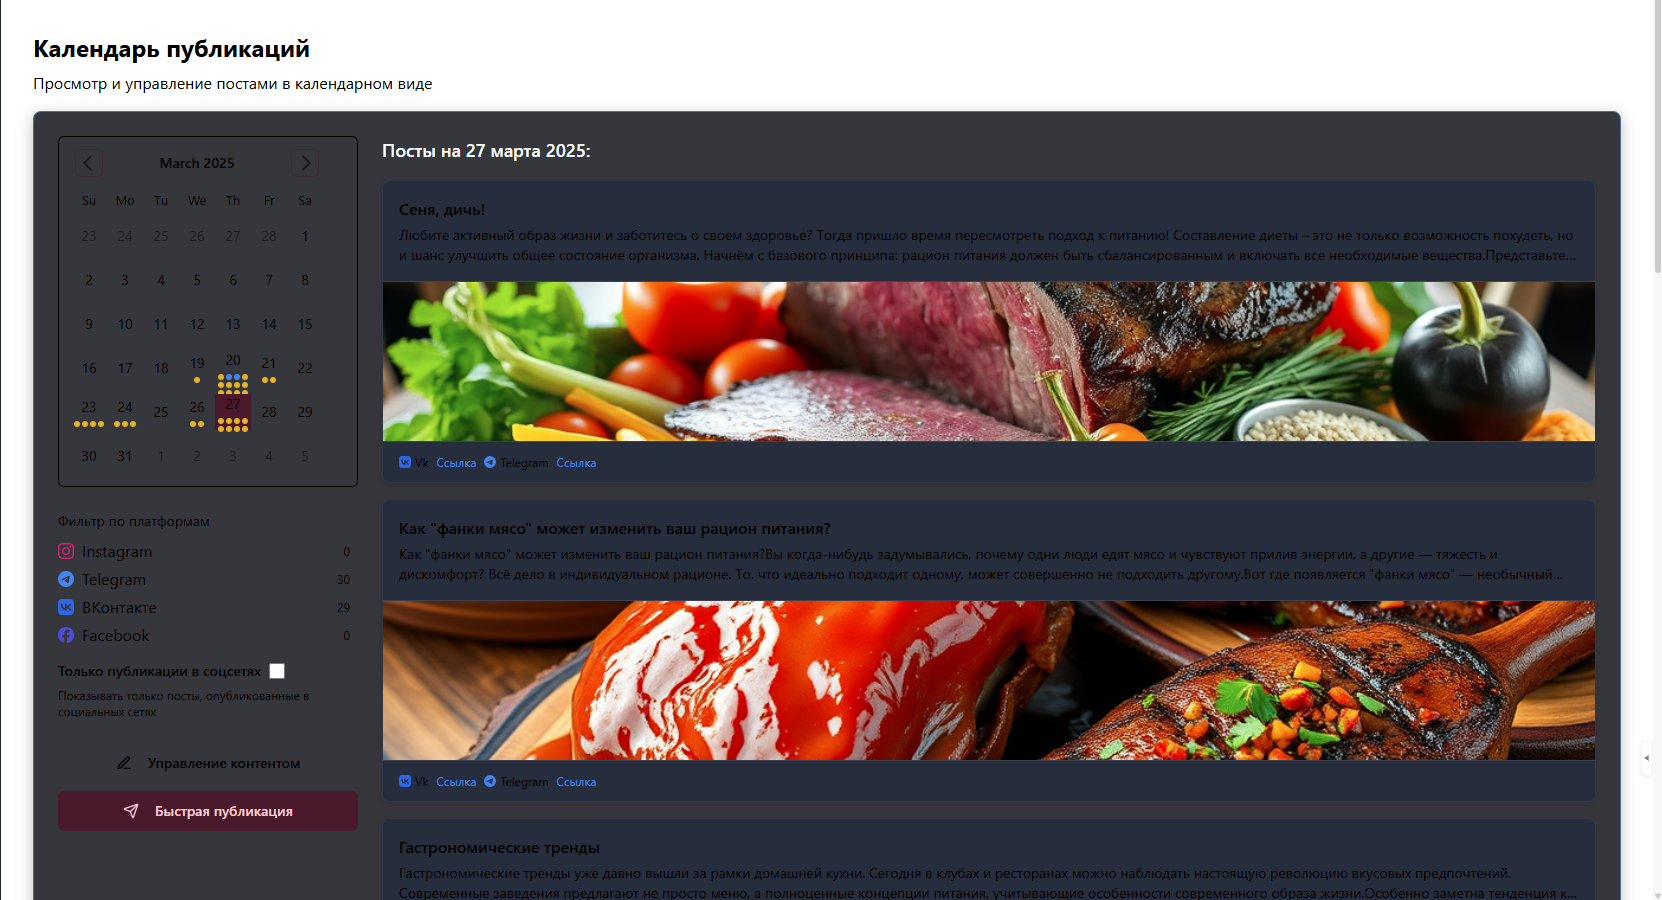 Календарь публикаций
Просмотр и управление постами в календарном виде
March 2025
Su Mo Tu We Th Fr Sa
23 24 25 26 27 28 1
2 3 4 5 6 7 8
9 10 11 12 13 14 15
16 17 18 19 20 21 22
23 24 25 26 27 28 29
30 31 1 2 3 4 5
Фильтр по платформам
Instagram 0
Telegram 30
ВКонтакте 29
Facebook 0
Только публикации в соцсетях
Показывать только посты, опубликованные в
социальных сетях
Управление контентом
Быстрая публикация
Посты на 27 марта 2025:
Сеня, дичь!
Любите активный образ жизни и заботитесь о своем здоровье? Тогда пришло время пересмотреть подход к питанию! Составление диеты – это не только возможность похудеть, но
и шанс улучшить общее состояние организма. Начнём с базового принципа: рацион питания должен быть сбалансированным и включать все необходимые вещества.Представьте...
Vk Ссылка Telegram Ссылка
Как "фанки мясо" может изменить ваш рацион питания?
Как "фанки мясо" может изменить ваш рацион питания?Вы когда-нибудь задумывались, почему одни люди едят мясо и чувствуют прилив энергии, а другие — тяжесть и
дискомфорт? Всё дело в индивидуальном рационе. То, что идеально подходит одному, может совершенно не подходить другому.Вот где появляется "фанки мясо" — необычный...
Vk Ссылка Telegram Ссылка
Гастрономические тренды
Гастрономические тренды уже давно вышли за рамки домашней кухни. Сегодня в клубах и ресторанах можно наблюдать настоящую революцию вкусовых предпочтений.
Современные заведения предлагают не просто меню, а полноценные концепции питания, учитывающие особенности современного образа жизни.Особенно заметна тенденция к...